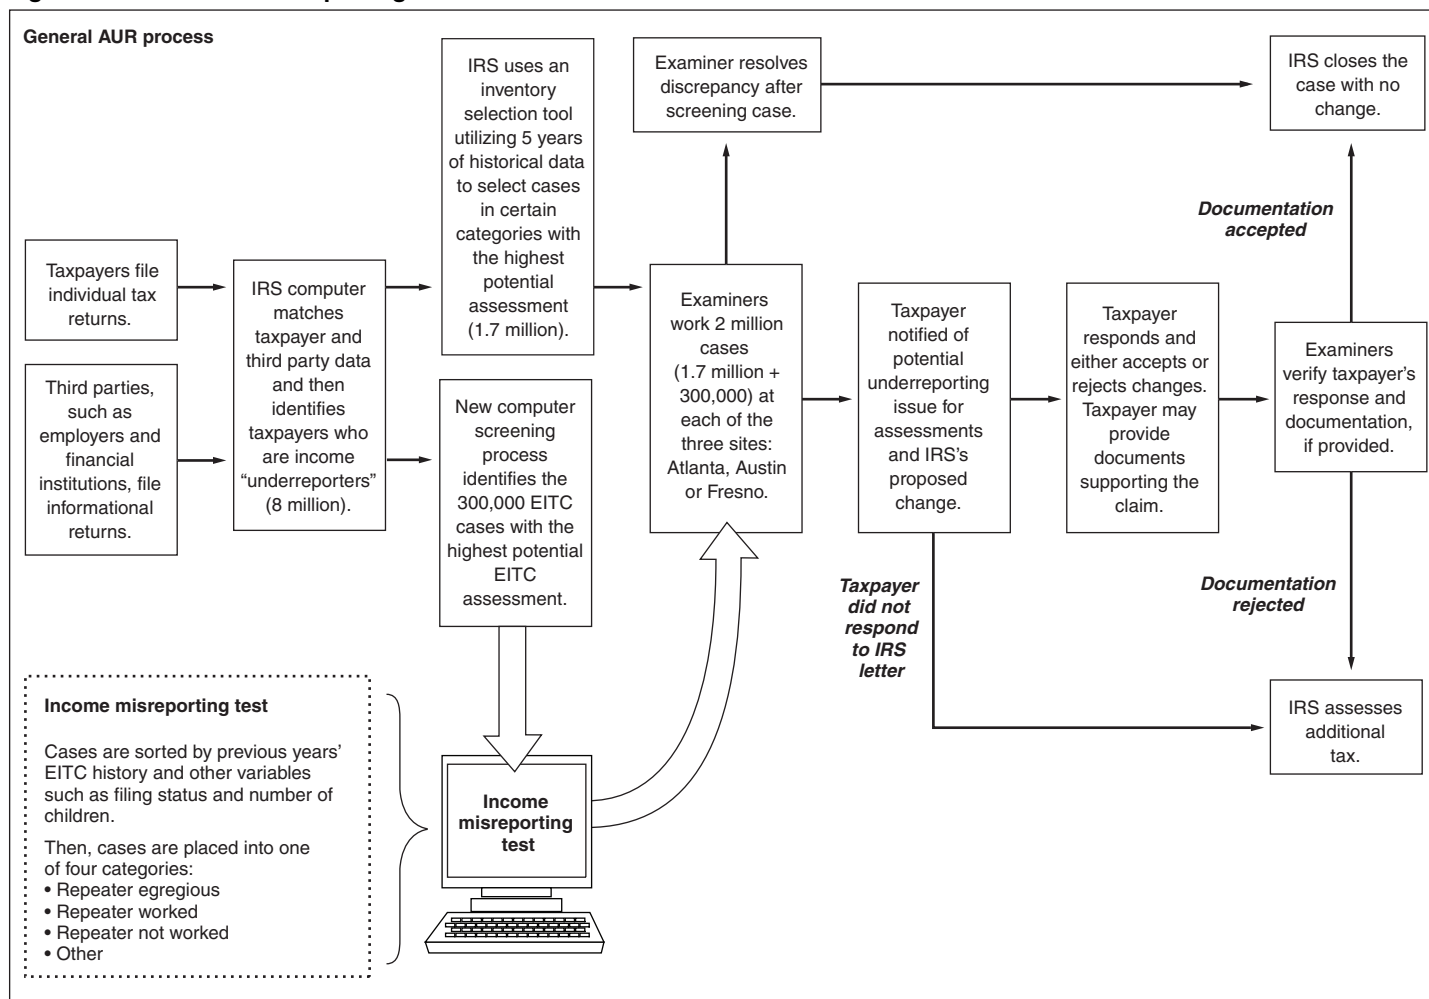 General AUR process
Taxpayers file
individual tax
returns.
Third parties,
such as
employers and
financial
institutions, file
informational
returns.
IRS computer
matches
taxpayer and
third party data
and then
identifies
taxpayers who
are income
“underreporters”
(8 million).
IRS uses an
inventory
selection tool
utilizing 5 years
of historical data
to select cases
in certain
categories with
the highest
potential
assessment
(1.7 million).
New computer
screening
process
identifies the
300,000 EITC
cases with the
highest potential
EITC
assessment.
Examiner resolves
discrepancy after
screening case.
Examiners
work 2 million
cases
(1.7 million +
300,000) at
each of the
three sites:
Atlanta, Austin
or Fresno.
Taxpayer
notified of
potential
underreporting
issue for
assessments
and IRS’s
proposed
change.
Taxpayer
responds and
either accepts or
rejects changes.
Taxpayer may
provide
documents
supporting the
claim.
Examiners
verify taxpayer’s
response and
documentation,
if provided.
IRS closes the
case with no
change.
Documentation
accepted
Documentation
rejected
Taxpayer
did not
respond
to IRS
letter
IRS assesses
additional
tax.
Income misreporting test
Cases are sorted by previous years’
EITC history and other variables
such as filing status and number of
children.
Then, cases are placed into one
of four categories:
• Repeater egregious
• Repeater worked
• Repeater not worked
• Other
Income
misreporting
test